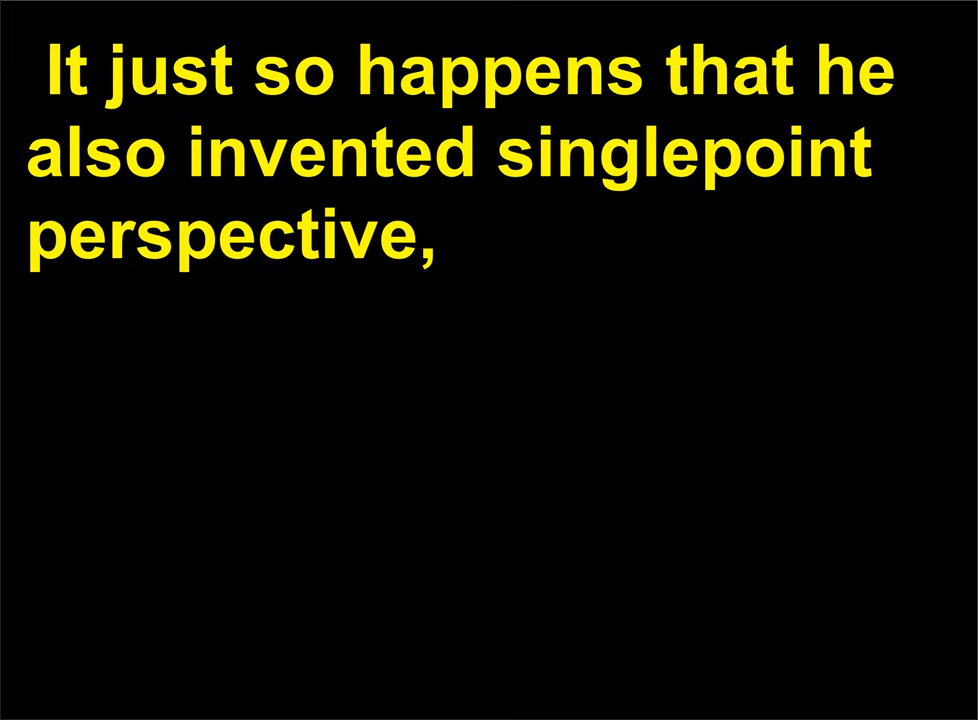 It just so happens that he
also invented singlepoint
perspective,